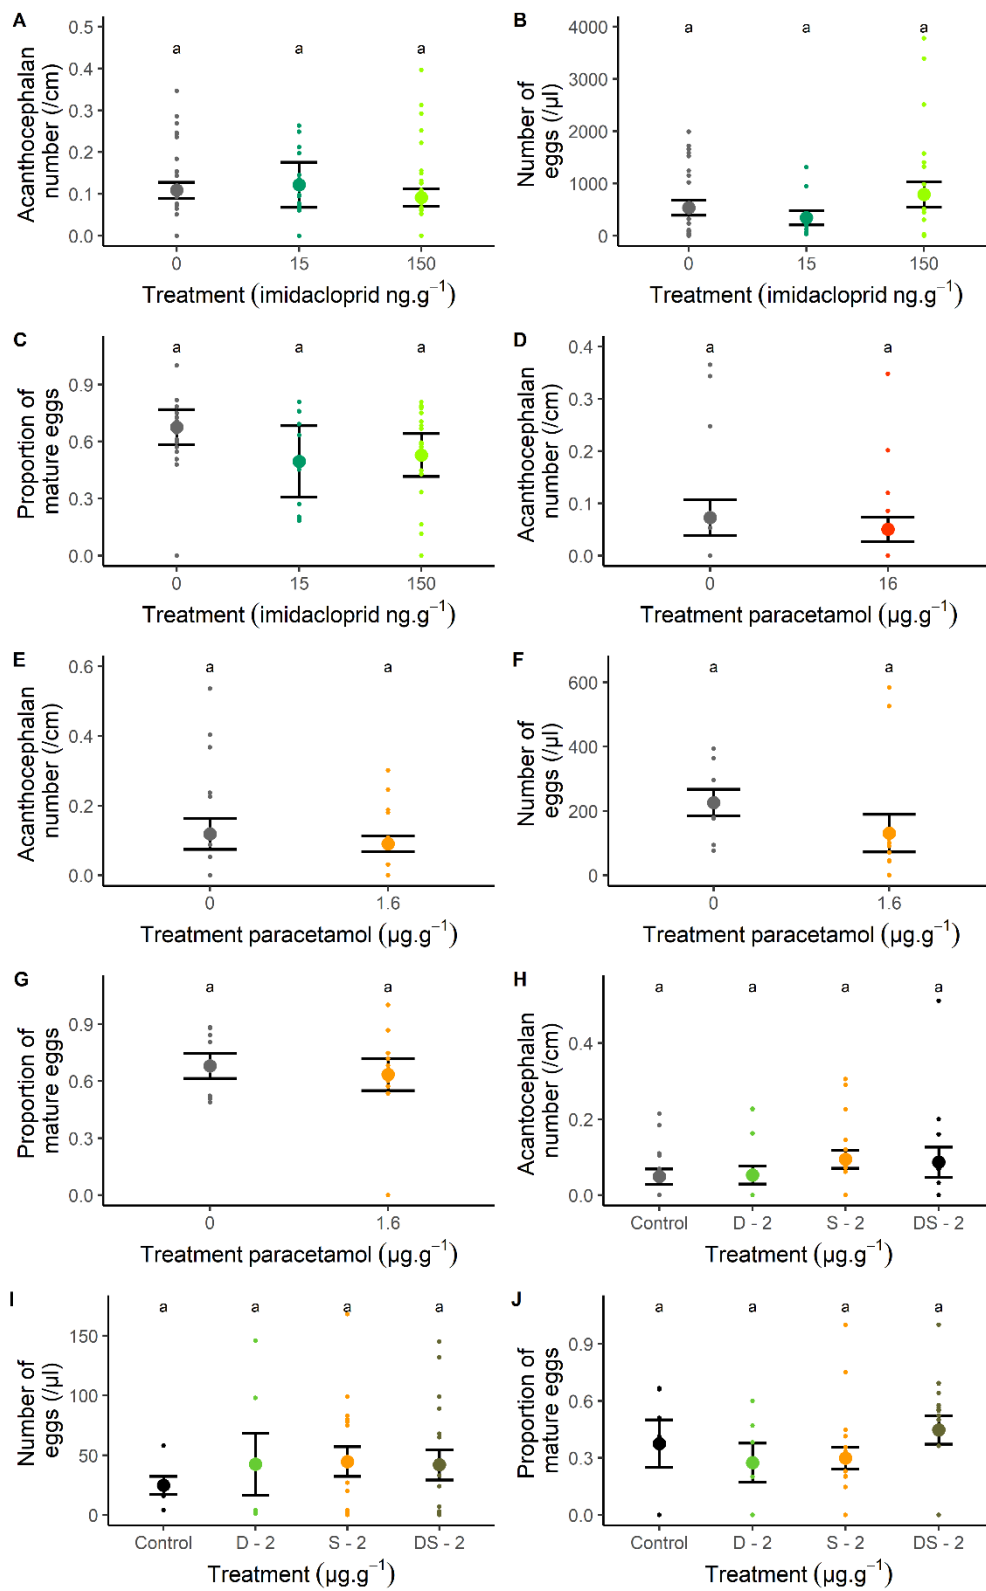 A
Acanthocephalan
number (/cm)
0.5
0.4
0.3
0.2
0.1
0.0
a a a
0 15 150
Treatment (imidacloprid ng.g⁻¹)
B
Number of
eggs (/µl)
4000
3000
2000
1000
0
a a a
0 15 150
Treatment (imidacloprid ng.g⁻¹)
C
Proportion of
mature eggs
0.9
0.6
0.3
0.0
a a a
0 15 150
Treatment (imidacloprid ng.g⁻¹)
D
Acanthocephalan
number (/cm)
0.4
0.3
0.2
0.1
0.0
a a
0 16
Treatment paracetamol (µg.g⁻¹)
E
Acanthocephalan
number (/cm)
0.6
0.4
0.2
0.0
a a
0 1.6
Treatment paracetamol (µg.g⁻¹)
F
Number of
eggs (/µl)
600
400
200
0
a a
0 1.6
Treatment paracetamol (µg.g⁻¹)
G
Proportion of
mature eggs
0.9
0.6
0.3
0.0
a a
0 1.6
Treatment paracetamol (µg.g⁻¹)
H
Acantocephalan
number (/cm)
0.4
0.2
0.0
a a a a
Control D - 2 S - 2 DS - 2
Treatment (µg.g⁻¹)
I
Number of
eggs (/µl)
150
100
50
0
a a a a
Control D - 2 S - 2 DS - 2
Treatment (µg.g⁻¹)
J
Proportion of
mature eggs
0.9
0.6
0.3
0.0
a a a a
Control D - 2 S - 2 DS - 2
Treatment (µg.g⁻¹)